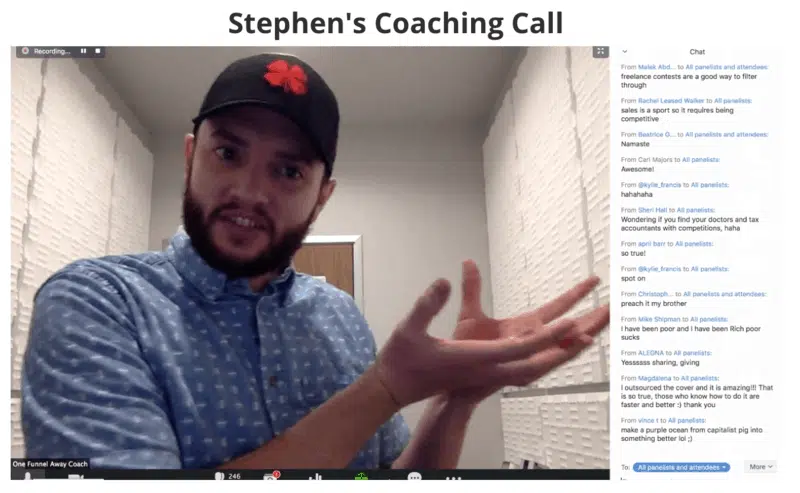 Stephen's Coaching Call
Recording...
Chat
From Malek Abd... to All panelists and attendees:
freelance contests are a good way to filter
through
From Rachel Leased Walker to All panelists:
sales is a sport so it requires being
competitive
From Beatrice G... to All panelists and attendees:
Namaste
From Cari Majors to All panelists:
Awesome!
From @kylie_francis to All panelists:
hahahaha
From Sheri Hall to All panelists:
Wondering if you find your doctors and tax
accountants with competitions, haha
From april barr to All panelists:
so true!
From @kylie_francis to All panelists:
spot on
From Christoph... to All panelists and attendees:
preach it my brother
From Mike Shipman to All panelists:
I have been poor and I have been Rich poor
sucks
From ALEGNA to All panelists:
Yessssss sharing, giving
From Magdalena to All panelists:
I outsourced the cover and it is amazing!!! That
is so true, those who know how to do it are
faster and better :) thank you
From vince t to All panelists:
make a purple ocean from capitalist pig into
something better lol ;)
One Funnel Away Coach
246
To: All panelists and attendees
More